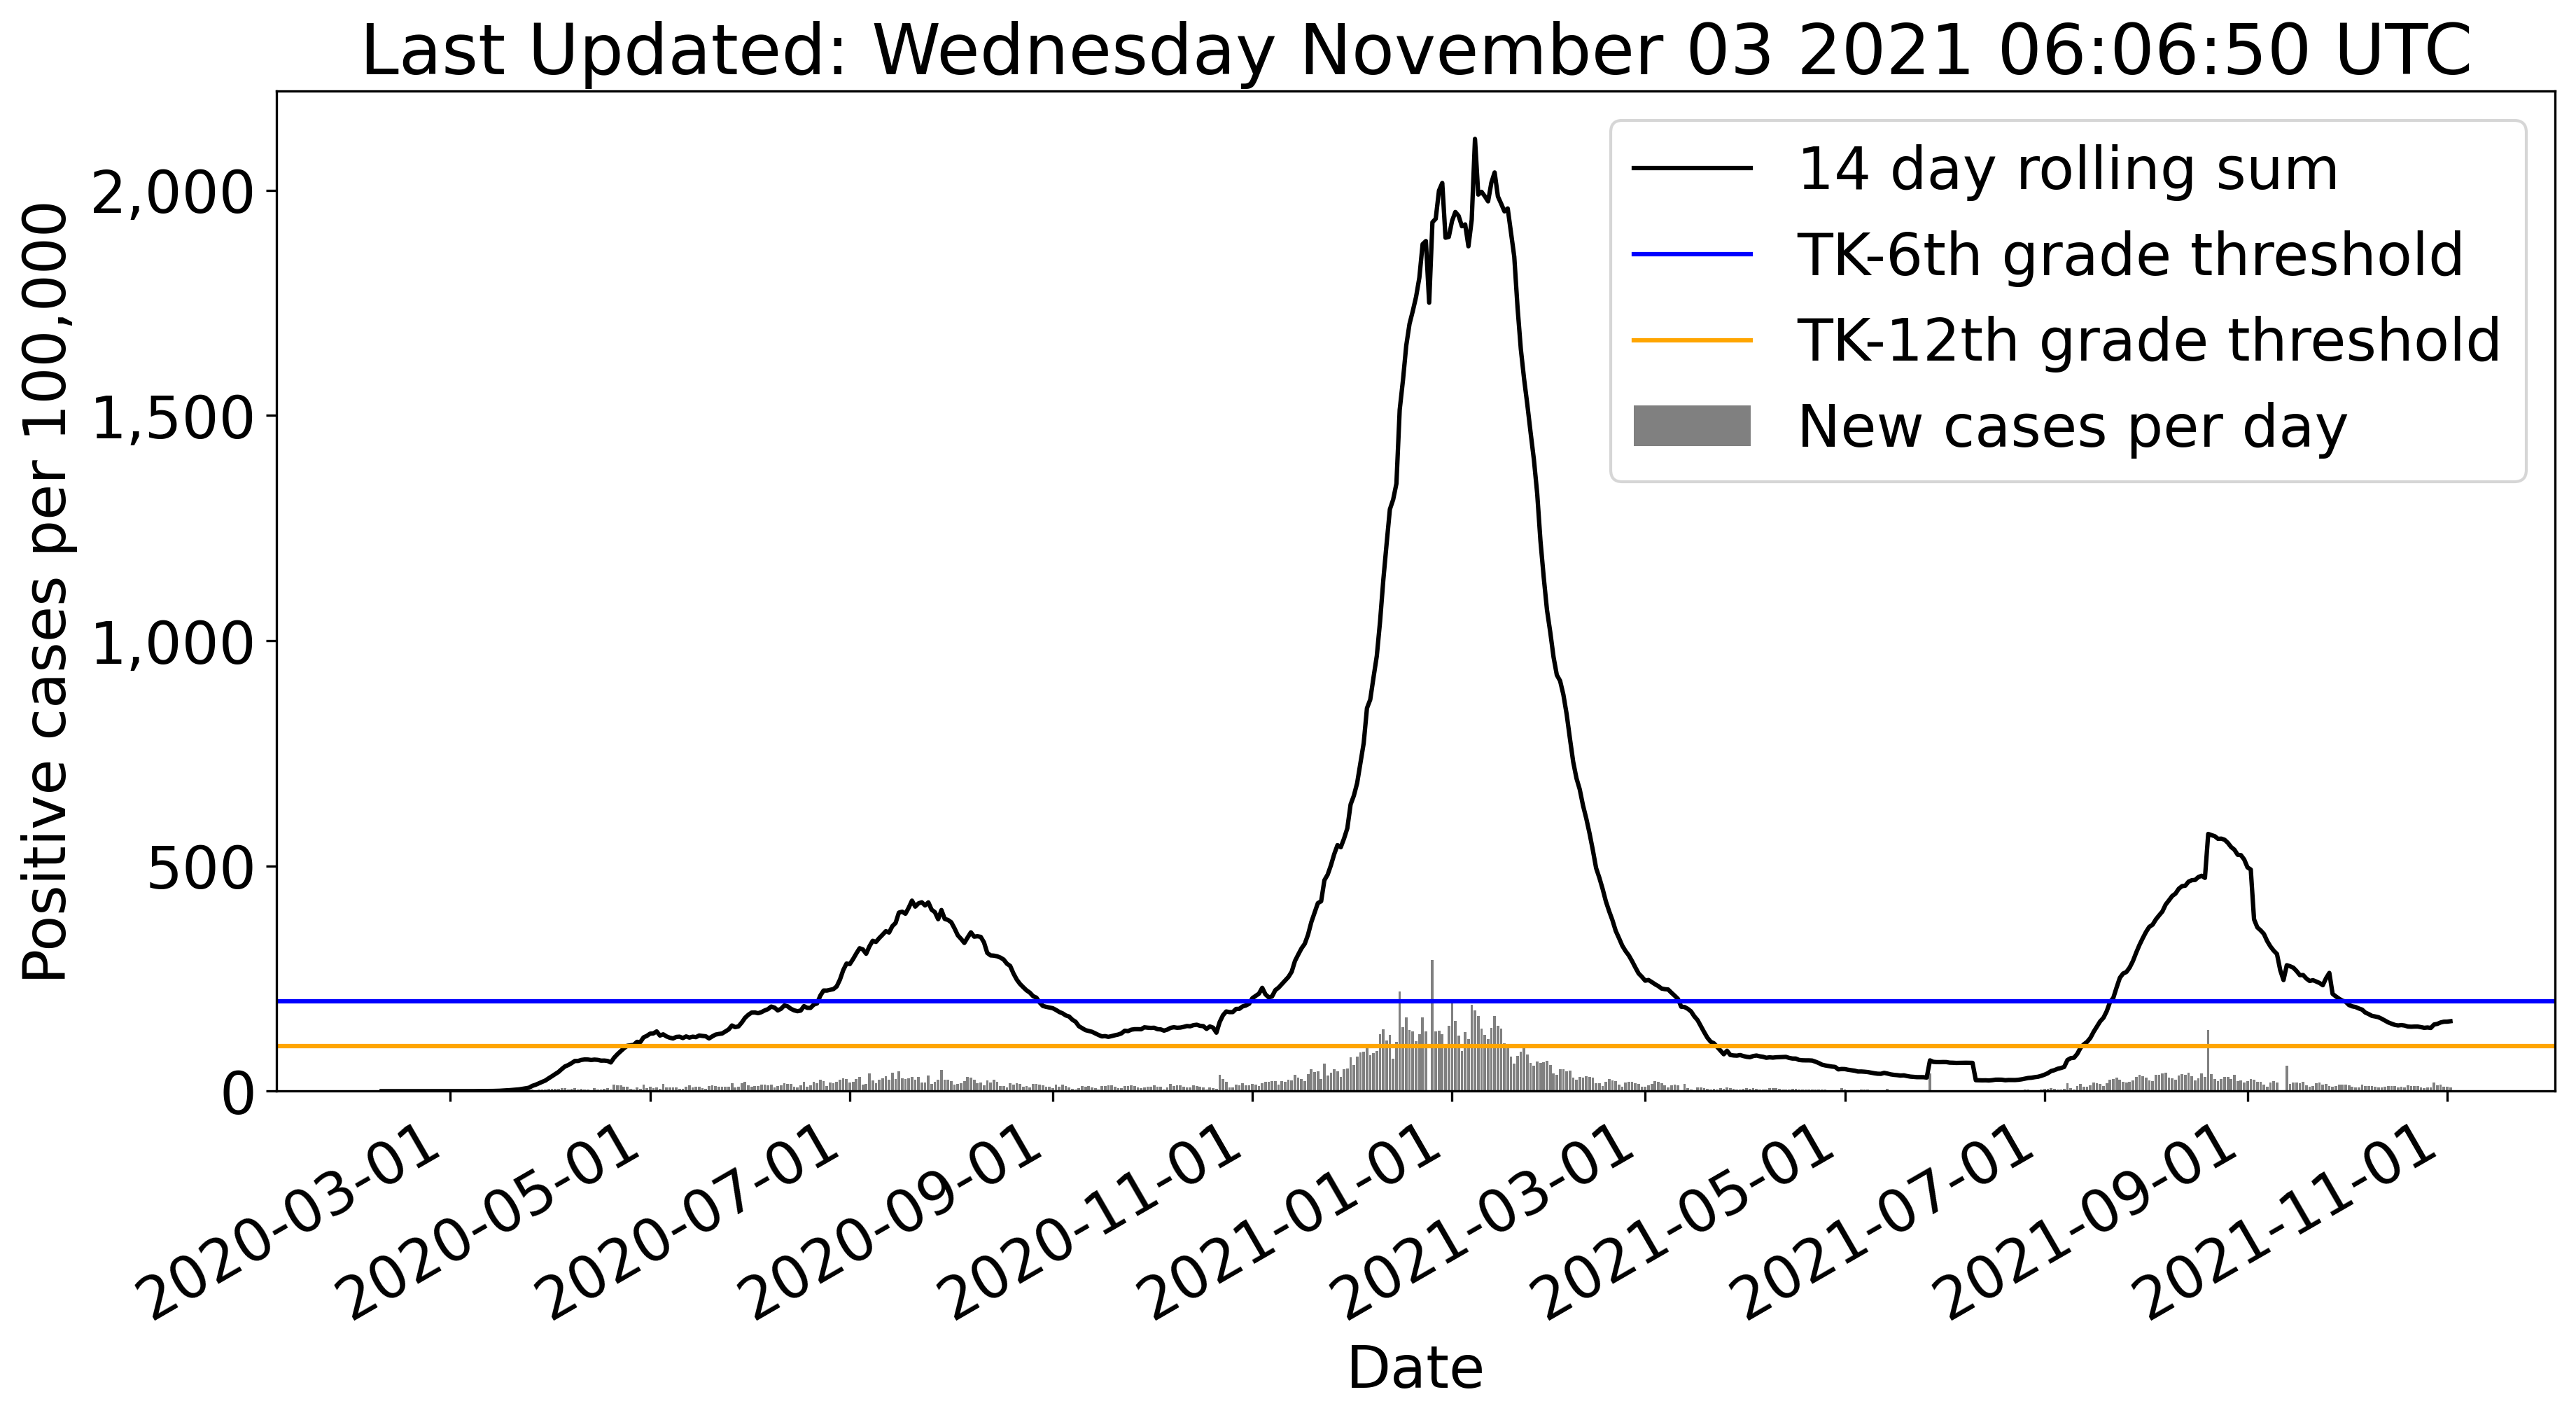 Last Updated: Wednesday November 03 2021 06:06:50 UTC
Positive cases per 100,000
2,000
1,500
1,000
500
0
14 day rolling sum
TK-6th grade threshold
TK-12th grade threshold
New cases per day
2020-03-01
2020-05-01
2020-07-01
2020-09-01
2020-11-01
2021-01-01
2021-03-01
2021-05-01
2021-07-01
2021-09-01
2021-11-01
Date